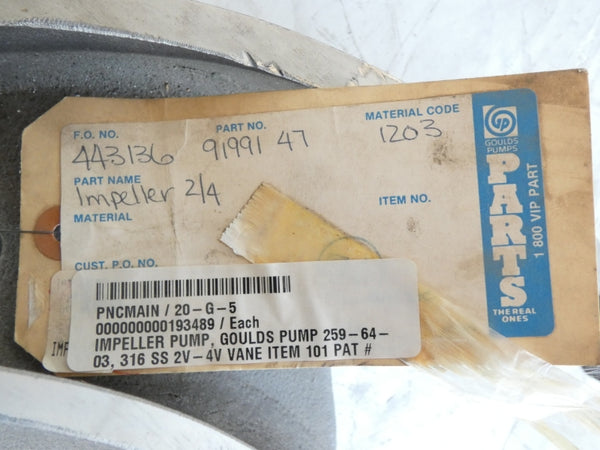 F.O. NO.
443136
PART NO.
91991 47
MATERIAL CODE
1203
PART NAME
Impeller 2/4
ITEM NO.
MATERIAL
CUST. P.O. NO.
GP
GOULDS
PUMPS
PARTS
1 800 VIP PART
THE REAL
ONES
PNCMAIN / 20-G-5
000000000193489 / Each
IMPELLER PUMP, GOULDS PUMP 259-64-
03, 316 SS 2V-4V VANE ITEM 101 PAT #